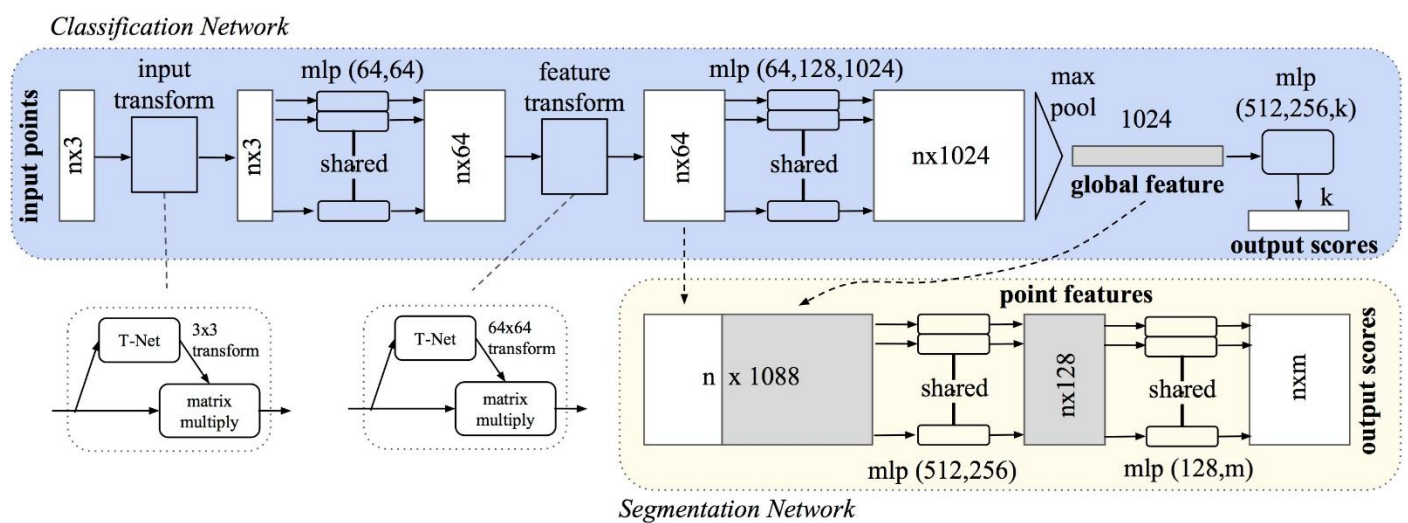 Classification Network
input points
nx3
input
transform
nx3
mlp (64,64)
shared
nx64
feature
transform
nx64
mlp (64,128,1024)
shared
nx1024
max
pool
1024
global feature
mlp
(512,256,k)
k
output scores
T-Net
3x3
transform
matrix
multiply
T-Net
64x64
transform
matrix
multiply
point features
n x 1088
shared
mlp (512,256)
nx128
shared
mlp (128,m)
nxm
output scores
Segmentation Network